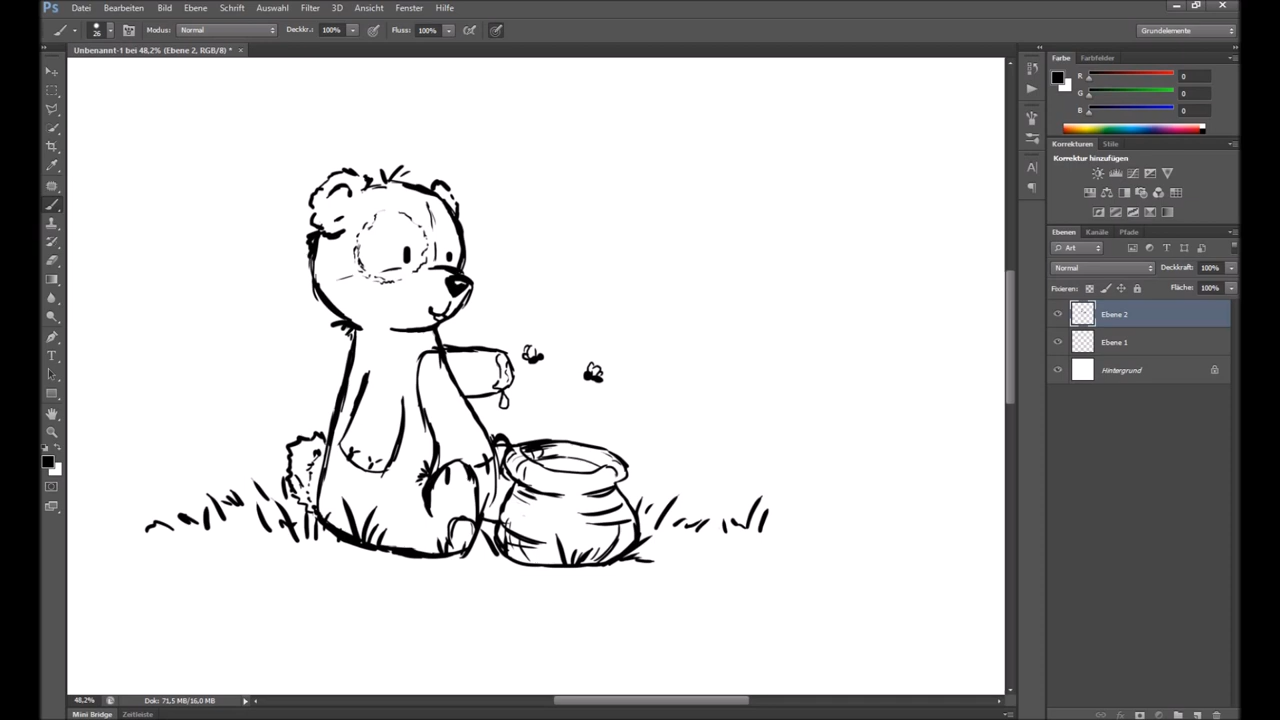 Ps Datei Bearbeiten Bild Ebene Schrift Auswahl Filter 3D Ansicht Fenster Hilfe
26 Modus: Normal Deckkr.: 100% Fluss: 100% Grundelemente
Unbenannt-1 bei 48,2% (Ebene 2, RGB/8) * ×
Farbe Farbfelder
R 0
G 0
B 0
Korrekturen Stile
Korrektur hinzufügen
Ebenen Kanäle Pfade
Art
Normal Deckkraft: 100%
Fixieren: Fläche: 100%
Ebene 2
Ebene 1
Hintergrund
48,2% Dok: 71,5 MB/16,0 MB
Mini Bridge Zeitleiste